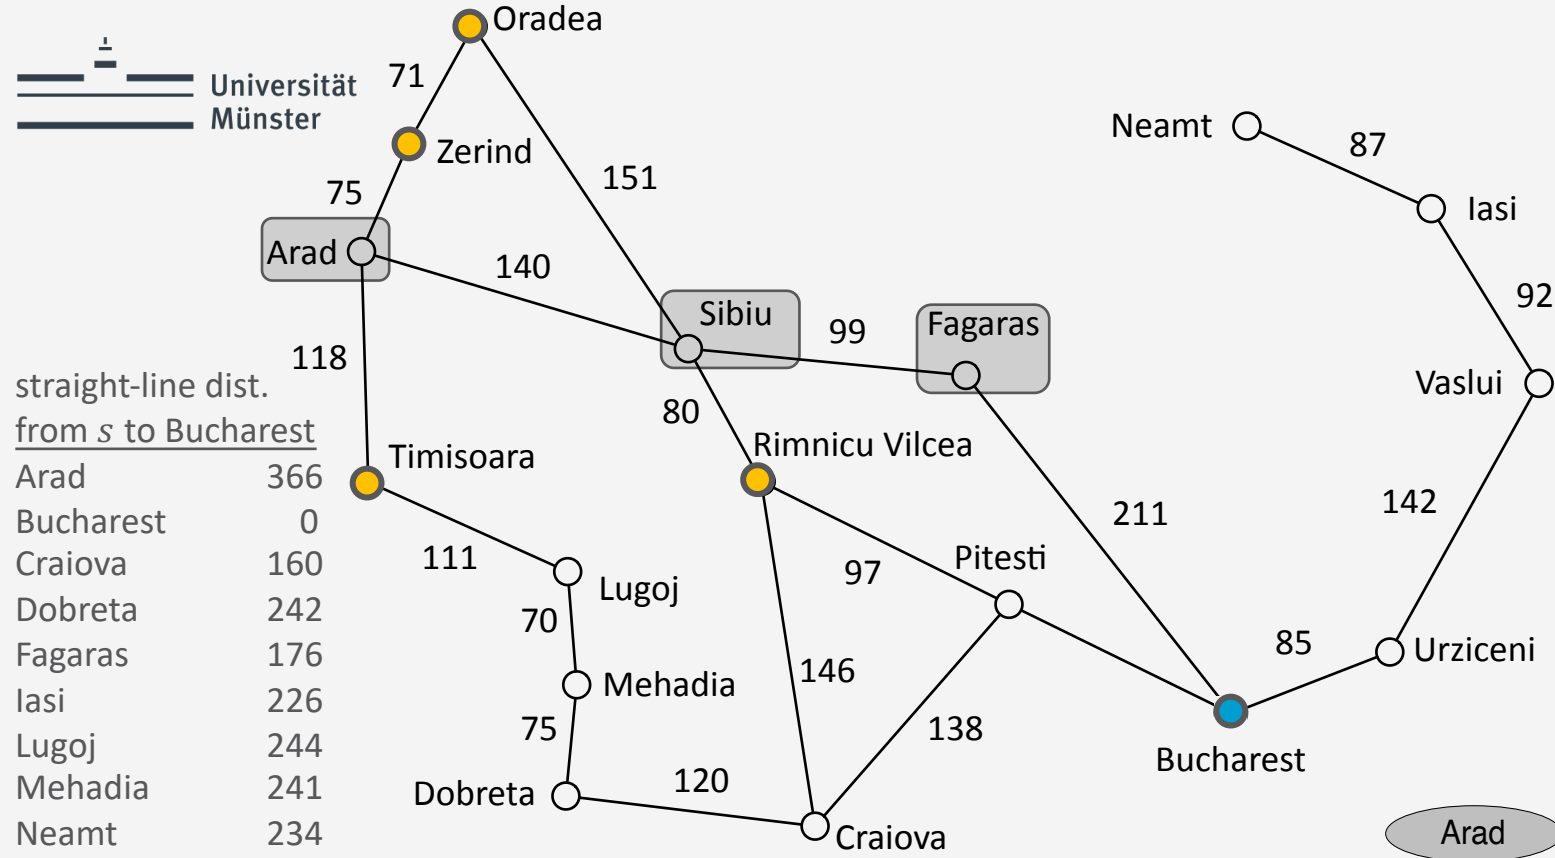 Oradea
Universität
Münster
71
Neamt
87
Zerind
151
75
Iasi
Arad
140
Sibiu
92
Fagaras
99
118
straight-line dist.
from s to Bucharest
Vaslui
80
Rimnicu Vilcea
Timisoara
Arad 366
142
211
Bucharest 0
111
97
Pitesti
Craiova 160
Lugoj
Dobreta 242
70
85
Urziceni
Fagaras 176
146
Mehadia
Iasi 226
75
138
Lugoj 244
Bucharest
Mehadia 241
120
Dobreta
Neamt 234
Craiova
Arad